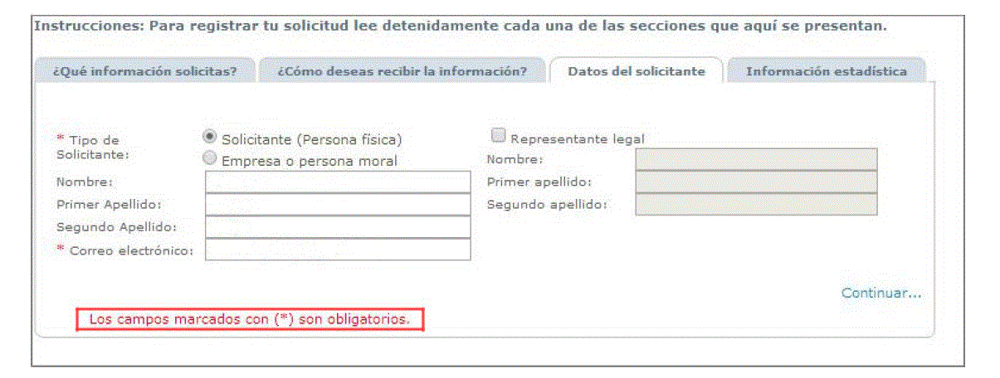 Instrucciones: Para registrar tu solicitud lee detenidamente cada una de las secciones que aquí se presentan.
¿Qué información solicitas? ¿Cómo deseas recibir la información? Datos del solicitante Información estadística
* Tipo de Solicitante:
Solicitante (Persona física)
Empresa o persona moral
Nombre:
Primer Apellido:
Segundo Apellido:
* Correo electrónico:
Representante legal
Nombre:
Primer apellido:
Segundo apellido:
Continuar...
Los campos marcados con (*) son obligatorios.